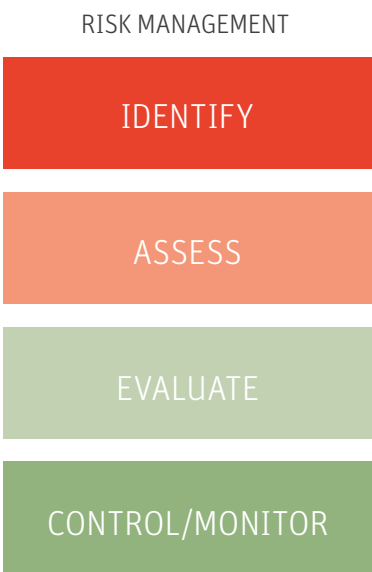 RISK MANAGEMENT
IDENTIFY
ASSESS
EVALUATE
CONTROL/MONITOR